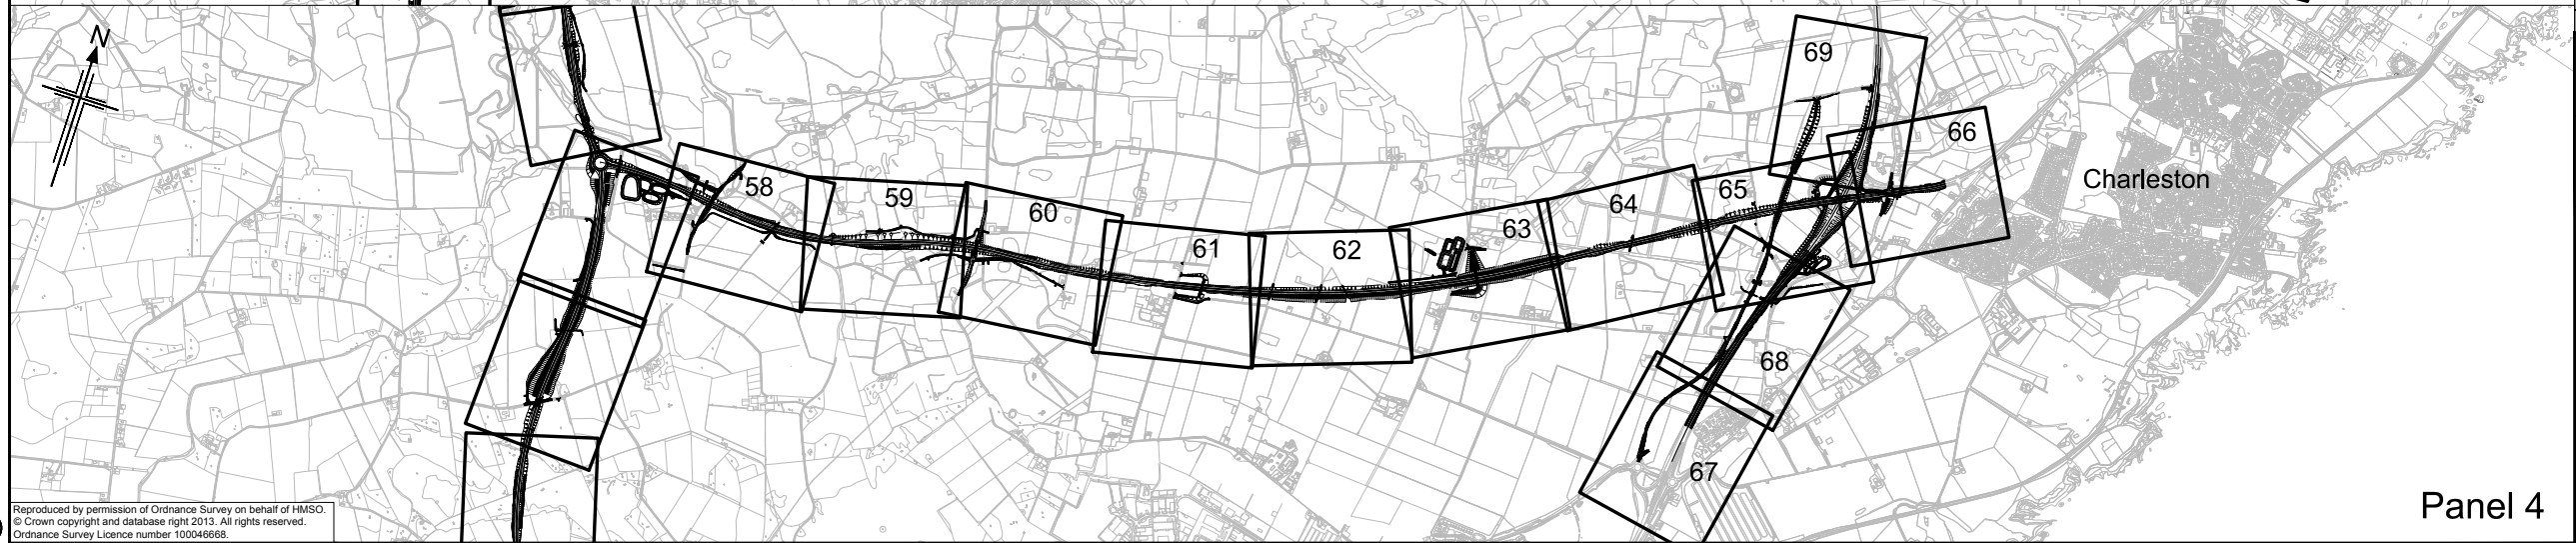 N
69
66
Charleston
58
59
60
61
62
63
64
65
68
67
Panel 4
Reproduced by permission of Ordnance Survey on behalf of HMSO.
© Crown copyright and database right 2013. All rights reserved.
Ordnance Survey Licence number 100046668.